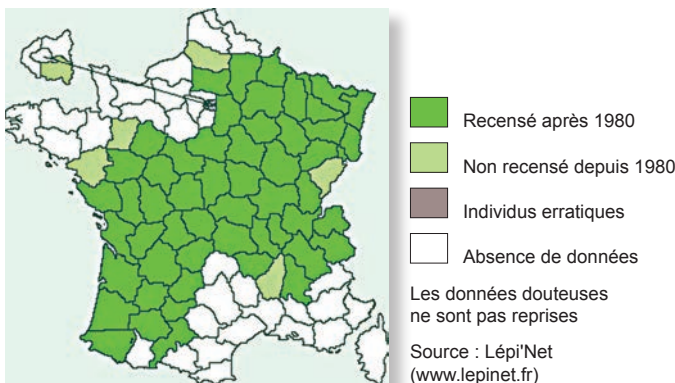 Recensé après 1980
Non recensé depuis 1980
Individus erratiques
Absence de données
Les données douteuses
ne sont pas reprises
Source : Lépi'Net
(www.lepinet.fr)